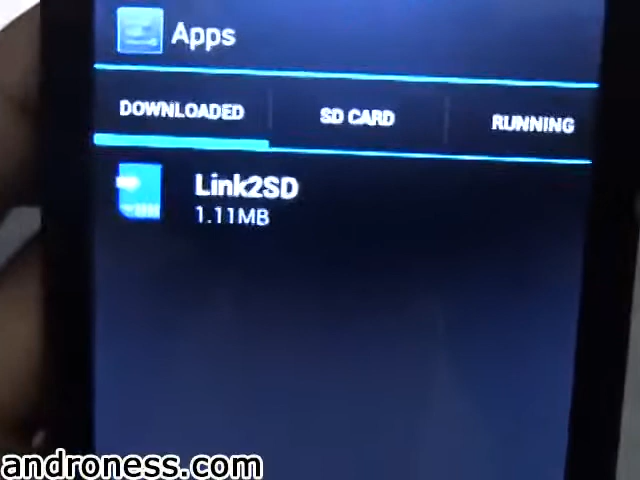 Apps
DOWNLOADED SD CARD RUNNING
Link2SD
1.11MB
androness.com